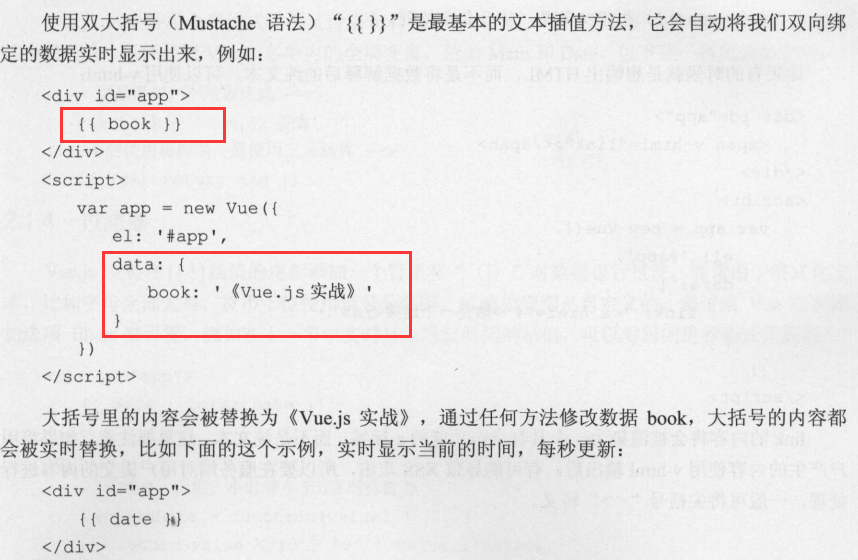 使用双大括号（Mustache 语法）“{{ }}”是最基本的文本插值方法，它会自动将我们双向绑
定的数据实时显示出来，例如：
<div id="app">
{{ book }}
</div>
<script>
var app = new Vue({
el: '#app',
data: {
book: '《Vue.js 实战》'
}
})
</script>
大括号里的内容会被替换为《Vue.js 实战》，通过任何方法修改数据 book，大括号的内容都
会被实时替换，比如下面的这个示例，实时显示当前的时间，每秒更新：
<div id="app">
{{ date }}
</div>